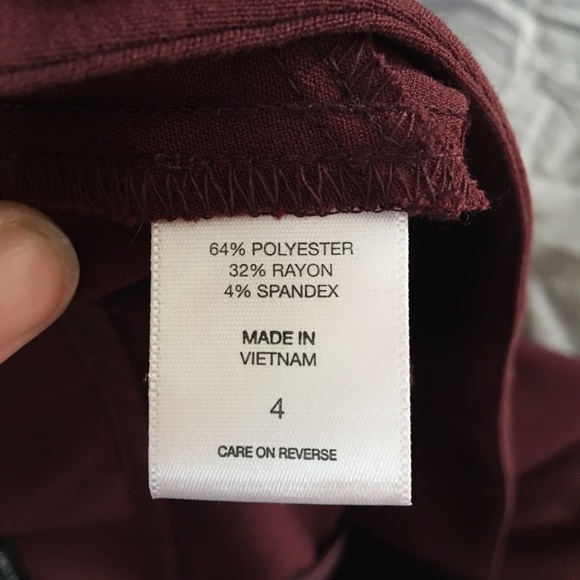 64% POLYESTER
32% RAYON
4% SPANDEX
MADE IN
VIETNAM
4
CARE ON REVERSE